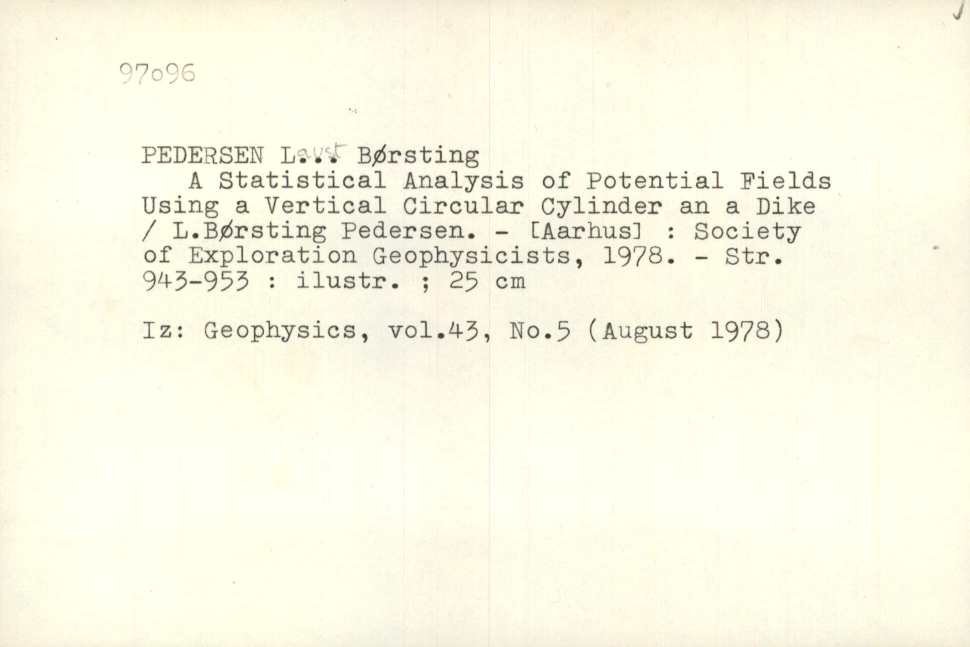 97096
PEDERSEN Laust Børsting
A Statistical Analysis of Potential Fields
Using a Vertical Circular Cylinder an a Dike
/ L.Børsting Pedersen. - [Aarhus] : Society
of Exploration Geophysicists, 1978. - Str.
943-953 : ilustr. ; 25 cm
Iz: Geophysics, vol.43, No.5 (August 1978)